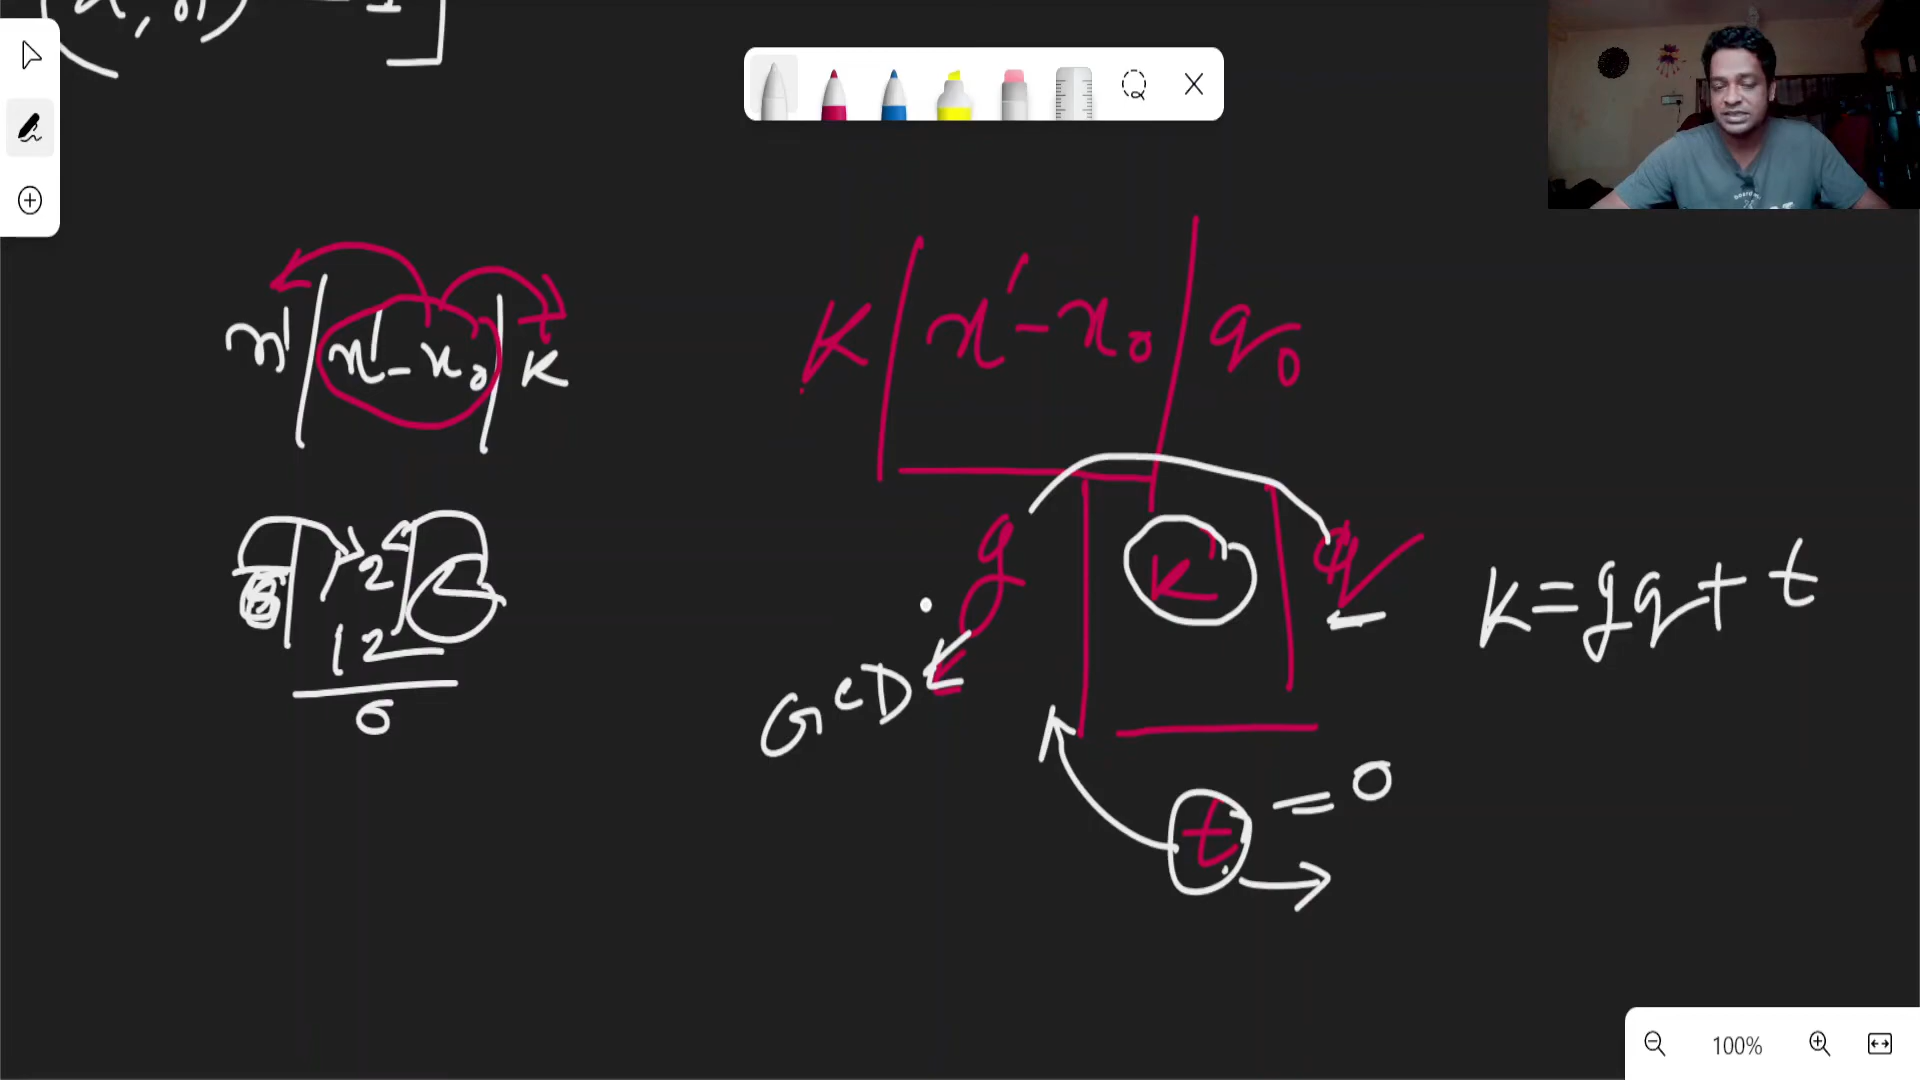 x' | x' - x₀ | K
K | x' - x₀ | q₀
12
12
0
g | K | q
K = gq + t
GCD
t = 0
100%